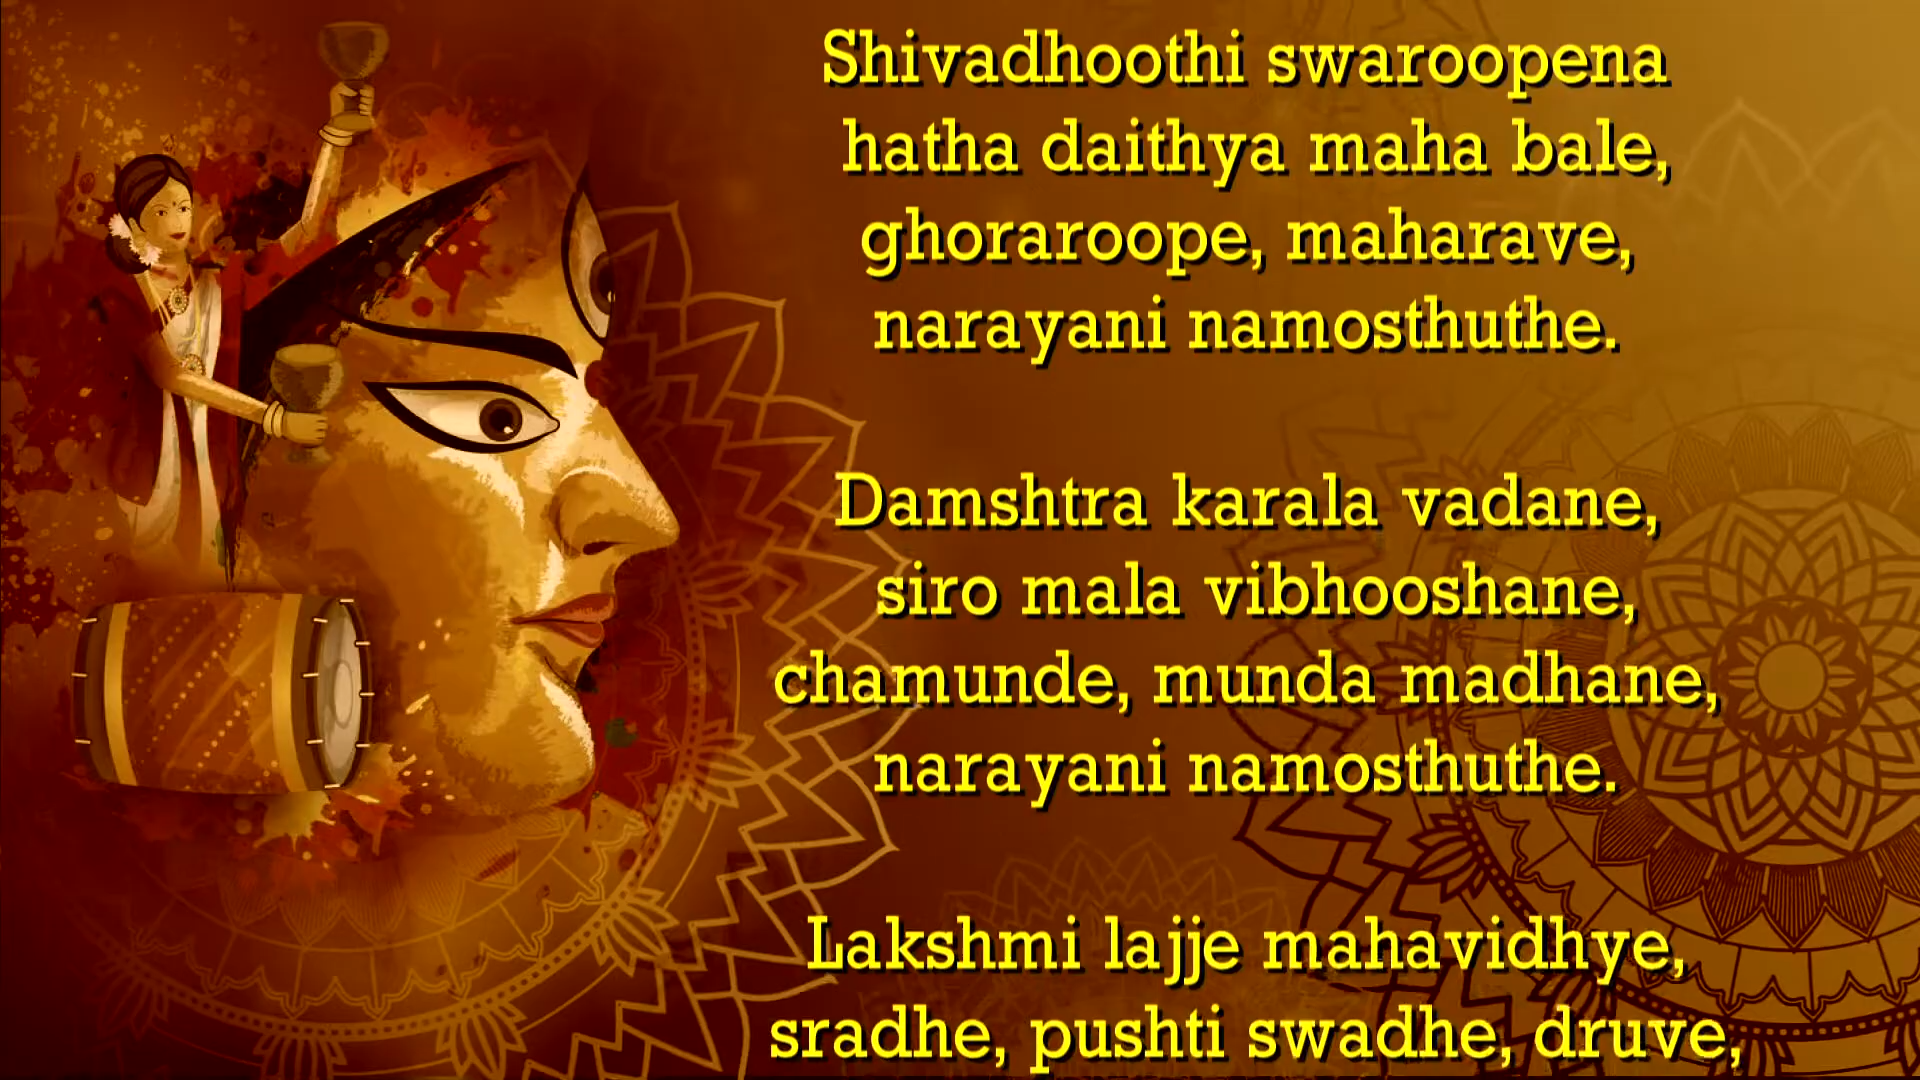 Shivadhoothi swaroopena
hatha daithya maha bale,
ghoraroope, maharave,
narayani namosthuthe.
Damshtra karala vadane,
siro mala vibhooshane,
chamunde, munda madhane,
narayani namosthuthe.
Lakshmi lajje mahavidhye,
sradhe, pushti swadhe, druve,